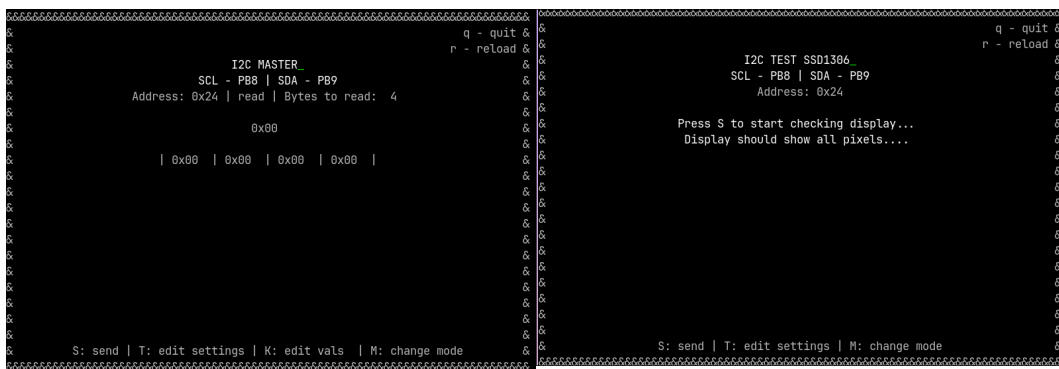 q - quit
r - reload
I2C MASTER_
SCL - PB8 | SDA - PB9
Address: 0x24 | read | Bytes to read:  4
0x00
| 0x00  | 0x00  | 0x00  | 0x00  |
S: send | T: edit settings | K: edit vals  | M: change mode
q - quit
r - reload
I2C TEST SSD1306_
SCL - PB8 | SDA - PB9
Address: 0x24
Press S to start checking display...
Display should show all pixels....
S: send | T: edit settings | M: change mode